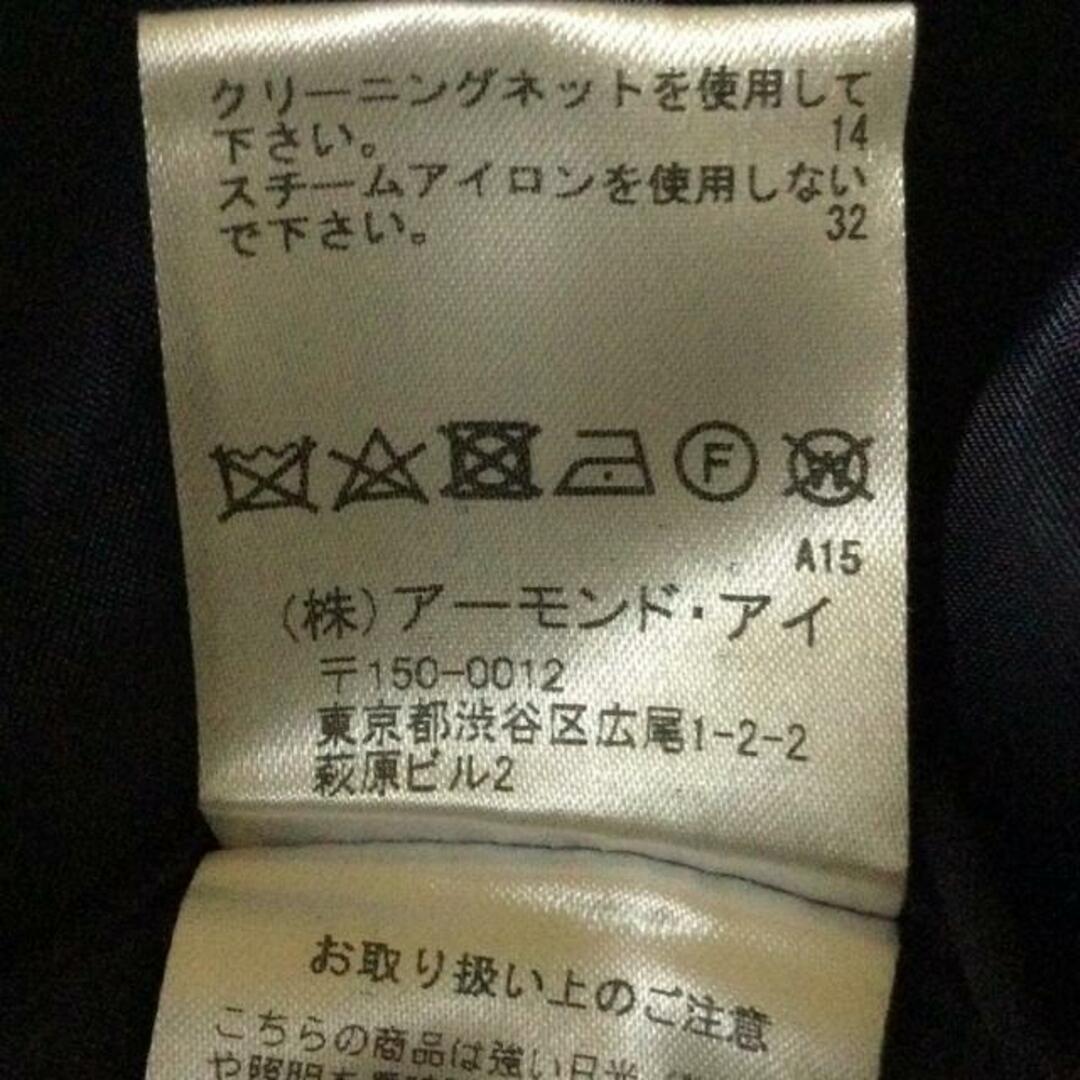 クリーニングネットを使用して
下さい。 14
スチームアイロンを使用しない
で下さい。 32
F
W
A15
(株)アーモンド・アイ
〒150-0012
東京都渋谷区広尾1-2-2
萩原ビル2
お取り扱い上のご注意
こちらの商品は強い日光
や照明を